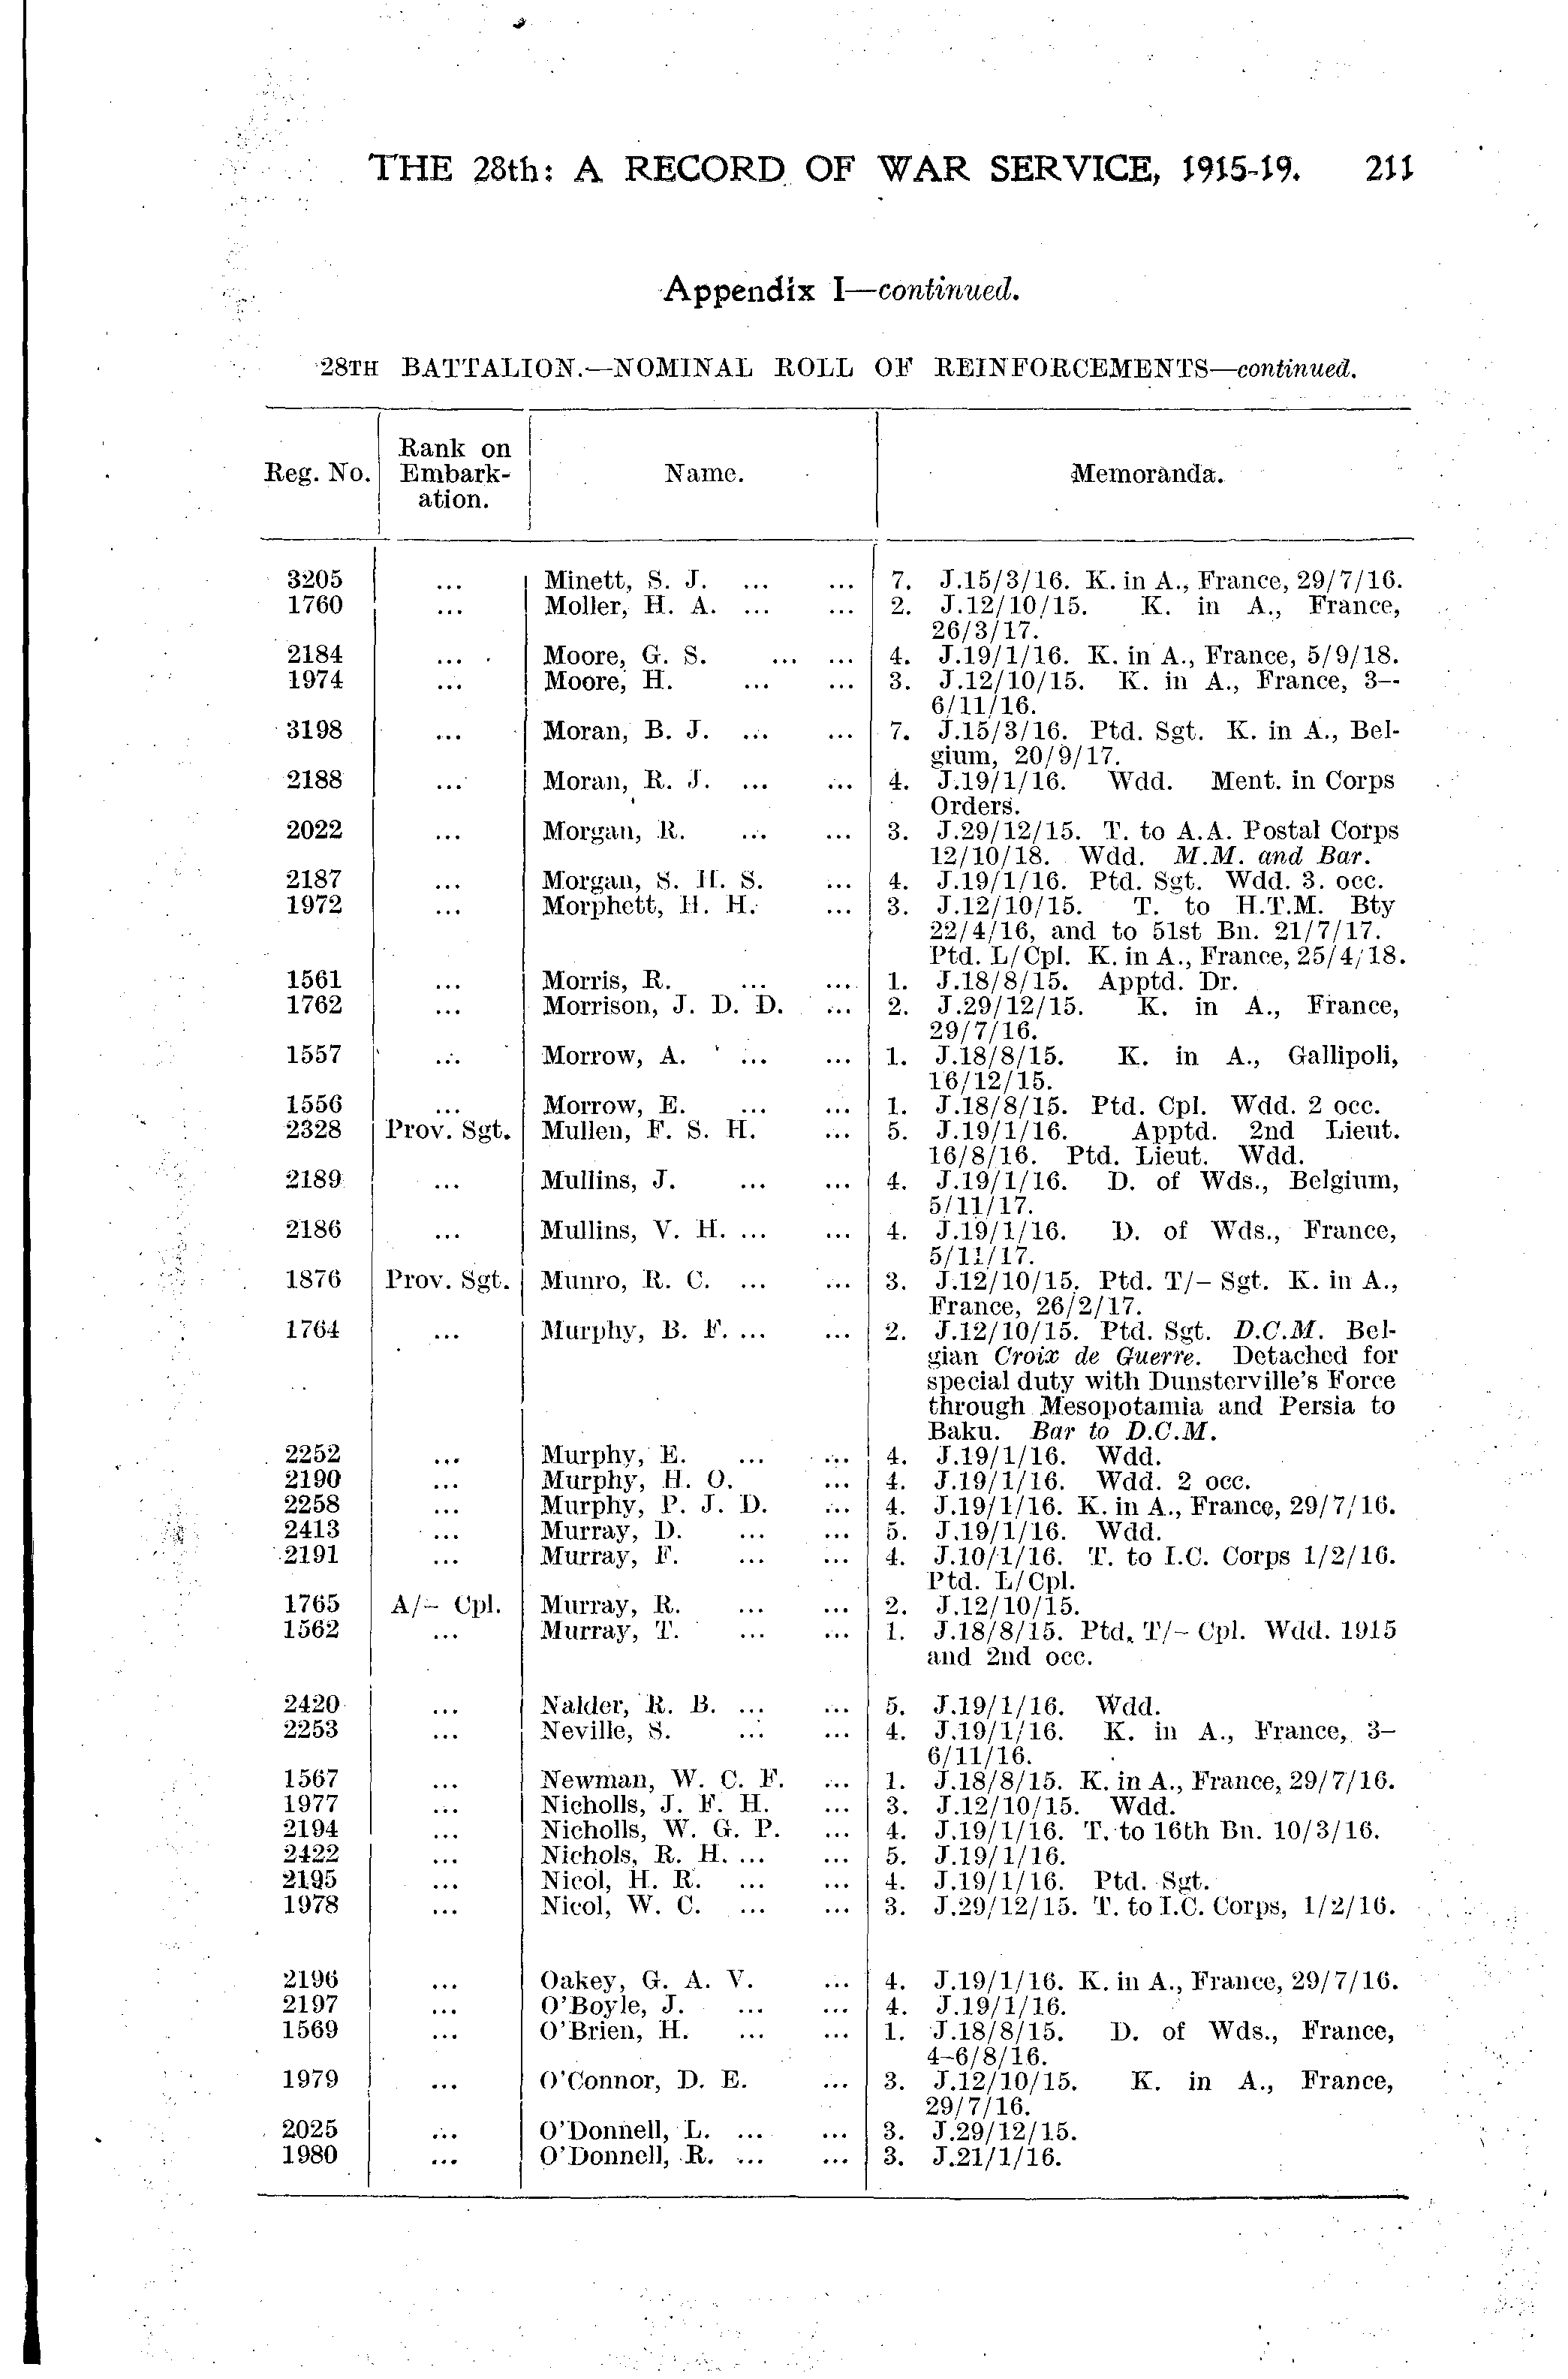 THE 28th: A RECORD OF WAR SERVICE, 1915-19. 211
Appendix I—continued.
28TH BATTALION.—NOMINAL ROLL OF REINFORCEMENTS—continued.
Reg. No. Rank on Embark- ation. Name. Memoranda.
3205 ... Minett, S. J. ... ... 7. J.15/3/16. K. in A., France, 29/7/16.
1760 ... Moller, H. A. ... ... 2. J.12/10/15. K. in A., France,
26/3/17.
2184 ... Moore, G. S. ... ... 4. J.19/1/16. K. in A., France, 5/9/18.
1974 ... Moore, H. ... ... 3. J.12/10/15. K. in A., France, 3–-
6/11/16.
3198 ... Moran, B. J. ... ... 7. J.15/3/16. Ptd. Sgt. K. in A., Bel-
gium, 20/9/17.
2188 ... Moran, R. J. ... ... 4. J.19/1/16. Wdd. Ment. in Corps
Orders.
2022 ... Morgan, R. ... ... 3. J.29/12/15. T. to A.A. Postal Corps
12/10/18. Wdd. M.M. and Bar.
2187 ... Morgan, S. H. S. ... 4. J.19/1/16. Ptd. Sgt. Wdd. 3. occ.
1972 ... Morphett, H. H. ... 3. J.12/10/15. T. to H.T.M. Bty
22/4/16, and to 51st Bn. 21/7/17.
Ptd. L/Cpl. K. in A., France, 25/4/18.
1561 ... Morris, R. ... ... 1. J.18/8/15. Apptd. Dr.
1762 ... Morrison, J. D. D. ... 2. J.29/12/15. K. in A., France,
29/7/16.
1557 ... Morrow, A. ... ... 1. J.18/8/15. K. in A., Gallipoli,
16/12/15.
1556 ... Morrow, E. ... ... 1. J.18/8/15. Ptd. Cpl. Wdd. 2 occ.
2328 Prov. Sgt. Mullen, F. S. H. ... 5. J.19/1/16. Apptd. 2nd Lieut.
16/8/16. Ptd. Lieut. Wdd.
2189 ... Mullins, J. ... ... 4. J.19/1/16. D. of Wds., Belgium,
5/11/17.
2186 ... Mullins, V. H. ... ... 4. J.19/1/16. D. of Wds., France,
5/11/17.
1876 Prov. Sgt. Munro, R. C. ... ... 3. J.12/10/15. Ptd. T/– Sgt. K. in A.,
France, 26/2/17.
1764 ... Murphy, B. F. ... ... 2. J.12/10/15. Ptd. Sgt. D.C.M. Bel-
gian Croix de Guerre. Detached for
special duty with Dunsterville's Force
through Mesopotamia and Persia to
Baku. Bar to D.C.M.
2252 ... Murphy, E. ... ... 4. J.19/1/16. Wdd.
2190 ... Murphy, H. O. ... 4. J.19/1/16. Wdd. 2 occ.
2258 ... Murphy, P. J. D. ... 4. J.19/1/16. K. in A., France, 29/7/16.
2413 ... Murray, D. ... ... 5. J.19/1/16. Wdd.
2191 ... Murray, F. ... ... 4. J.10/1/16. T. to I.C. Corps 1/2/16.
Ptd. L/Cpl.
1765 A/– Cpl. Murray, R. ... ... 2. J.12/10/15.
1562 ... Murray, T. ... ... 1. J.18/8/15. Ptd. T/– Cpl. Wdd. 1915
and 2nd occ.
2420 ... Nalder, R. B. ... ... 5. J.19/1/16. Wdd.
2253 ... Neville, S. ... ... 4. J.19/1/16. K. in A., France, 3–
6/11/16.
1567 ... Newman, W. C. F. ... 1. J.18/8/15. K. in A., France, 29/7/16.
1977 ... Nicholls, J. F. H. ... 3. J.12/10/15. Wdd.
2194 ... Nicholls, W. G. P. ... 4. J.19/1/16. T. to 16th Bn. 10/3/16.
2422 ... Nichols, R. H. ... ... 5. J.19/1/16.
2195 ... Nicol, H. R. ... ... 4. J.19/1/16. Ptd. Sgt.
1978 ... Nicol, W. C. ... ... 3. J.29/12/15. T. to I.C. Corps, 1/2/16.
2196 ... Oakey, G. A. V. ... 4. J.19/1/16. K. in A., France, 29/7/16.
2197 ... O'Boyle, J. ... ... 4. J.19/1/16.
1569 ... O'Brien, H. ... ... 1. J.18/8/15. D. of Wds., France,
4–6/8/16.
1979 ... O'Connor, D. E. ... 3. J.12/10/15. K. in A., France,
29/7/16.
2025 ... O'Donnell, L. ... ... 3. J.29/12/15.
1980 ... O'Donnell, R. ... ... 3. J.21/1/16.